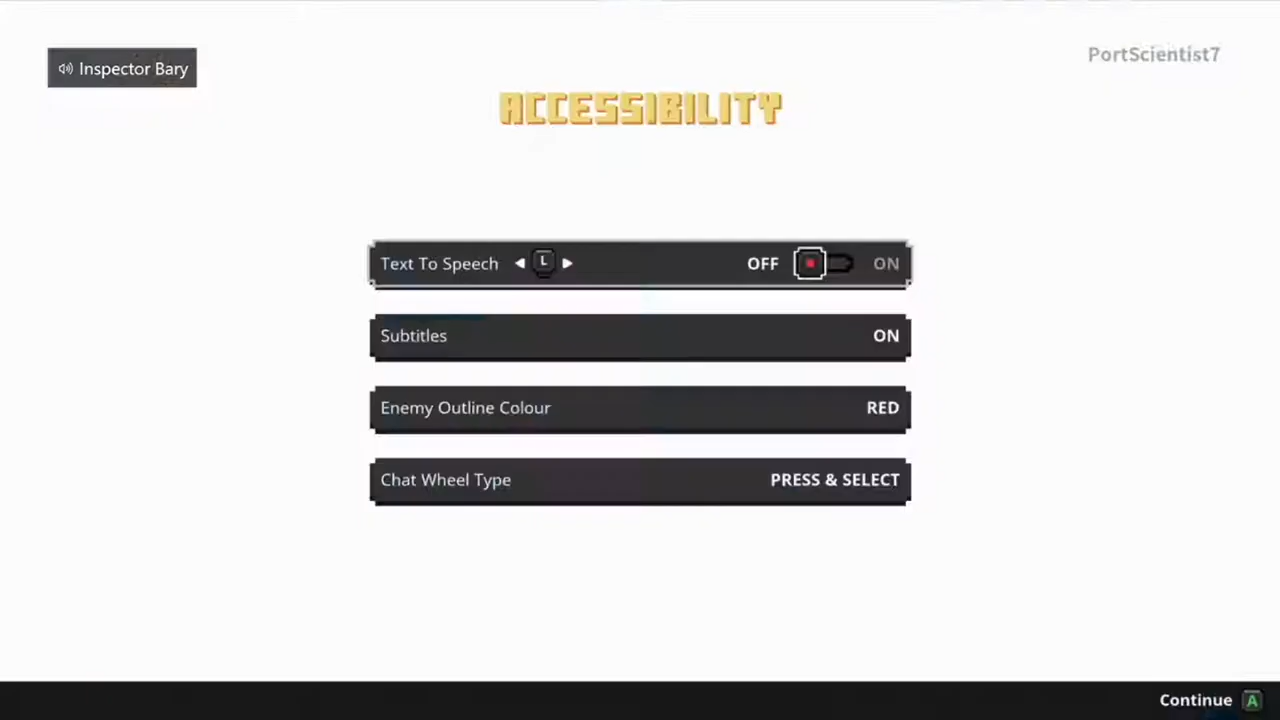 Inspector Bary
PortScientist7
ACCESSIBILITY
Text To Speech L OFF ON
Subtitles ON
Enemy Outline Colour RED
Chat Wheel Type PRESS & SELECT
Continue A